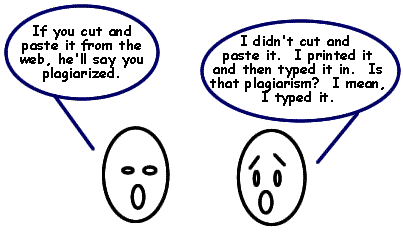 If you cut and
paste it from the
web, he'll say you
plagiarized.
I didn't cut and
paste it.  I printed it
and then typed it in.  Is
that plagiarism?  I mean,
I typed it.